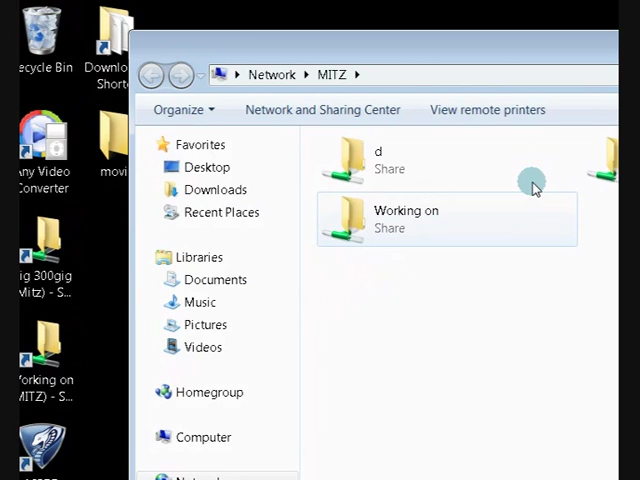 Recycle Bin
Downlo
Short
Any Video
Converter
movi
ig 300gig
Mitz) - S...
Working on
MITZ) - S...
Network ▸ MITZ ▸
Organize
Network and Sharing Center
View remote printers
Favorites
Desktop
Downloads
Recent Places
Libraries
Documents
Music
Pictures
Videos
Homegroup
Computer
d
Share
Working on
Share